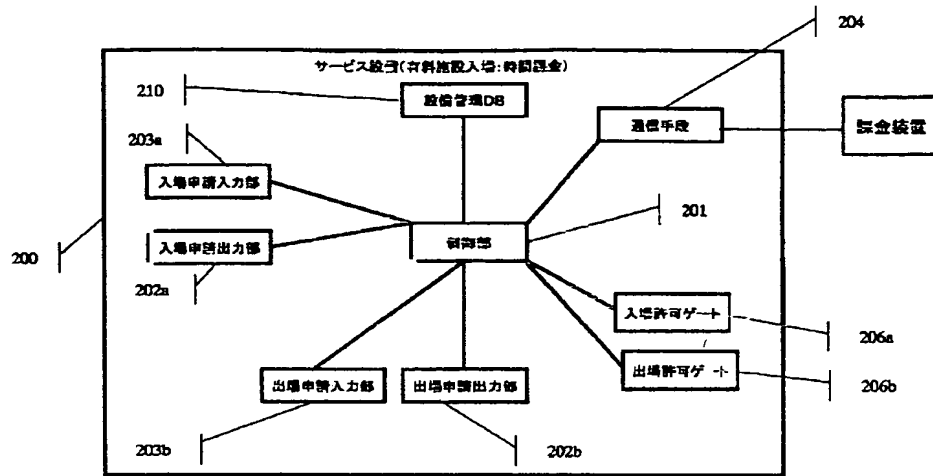 204
サービス設備(有料施設入場:時間課金)
210
設備管理DB
通信手段
課金装置
203a
入場申請入力部
201
制御部
200
入場申請出力部
202a
入場許可ゲート
206a
出場許可ゲート
206b
出場申請入力部
出場申請出力部
203b
202b